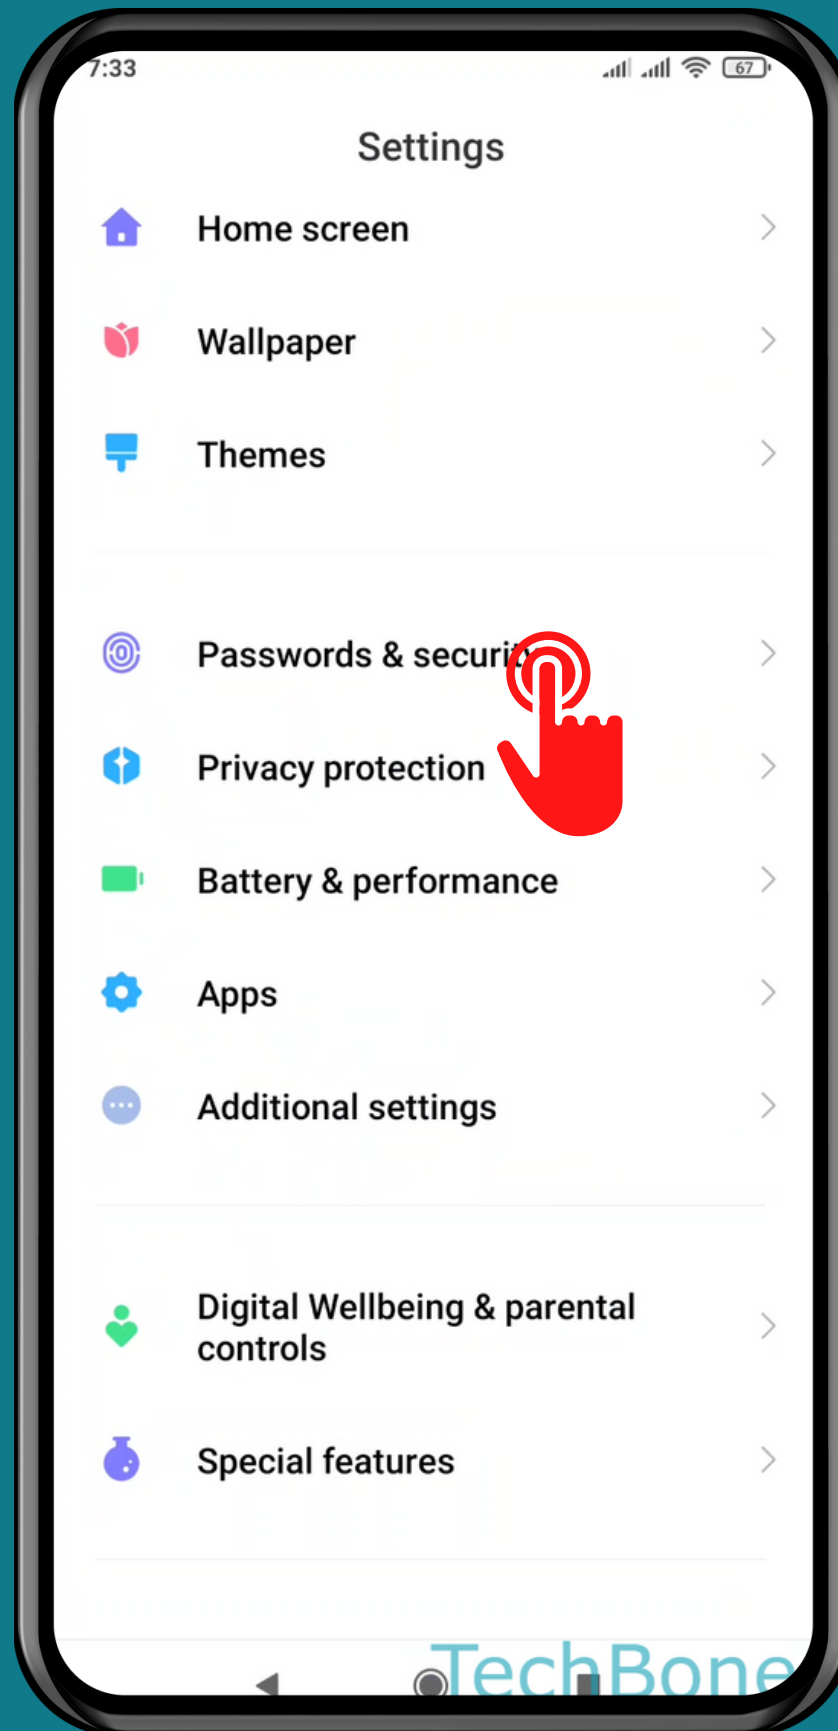 7:33
67
Settings
Home screen
Wallpaper
Themes
Passwords & security
Privacy protection
Battery & performance
Apps
Additional settings
Digital Wellbeing & parental
controls
Special features
TechBone